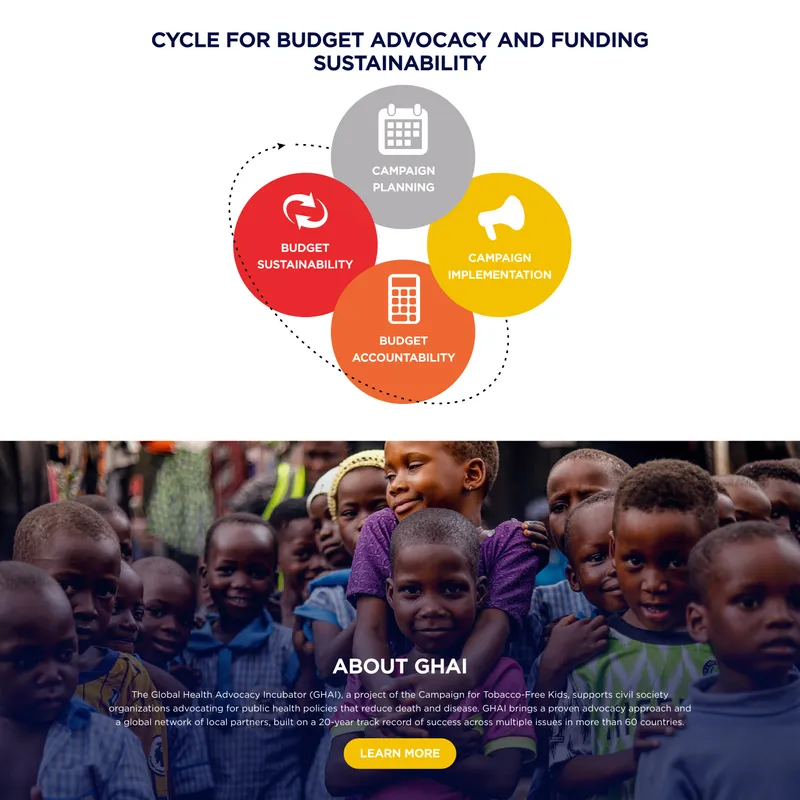 CYCLE FOR BUDGET ADVOCACY AND FUNDING
SUSTAINABILITY
CAMPAIGN
PLANNING
BUDGET
SUSTAINABILITY
CAMPAIGN
IMPLEMENTATION
BUDGET
ACCOUNTABILITY
ABOUT GHAI
The Global Health Advocacy Incubator (GHAI), a project of the Campaign for Tobacco-Free Kids, supports civil society
organizations advocating for public health policies that reduce death and disease. GHAI brings a proven advocacy approach and
a global network of local partners, built on a 20-year track record of success across multiple issues in more than 60 countries.
LEARN MORE